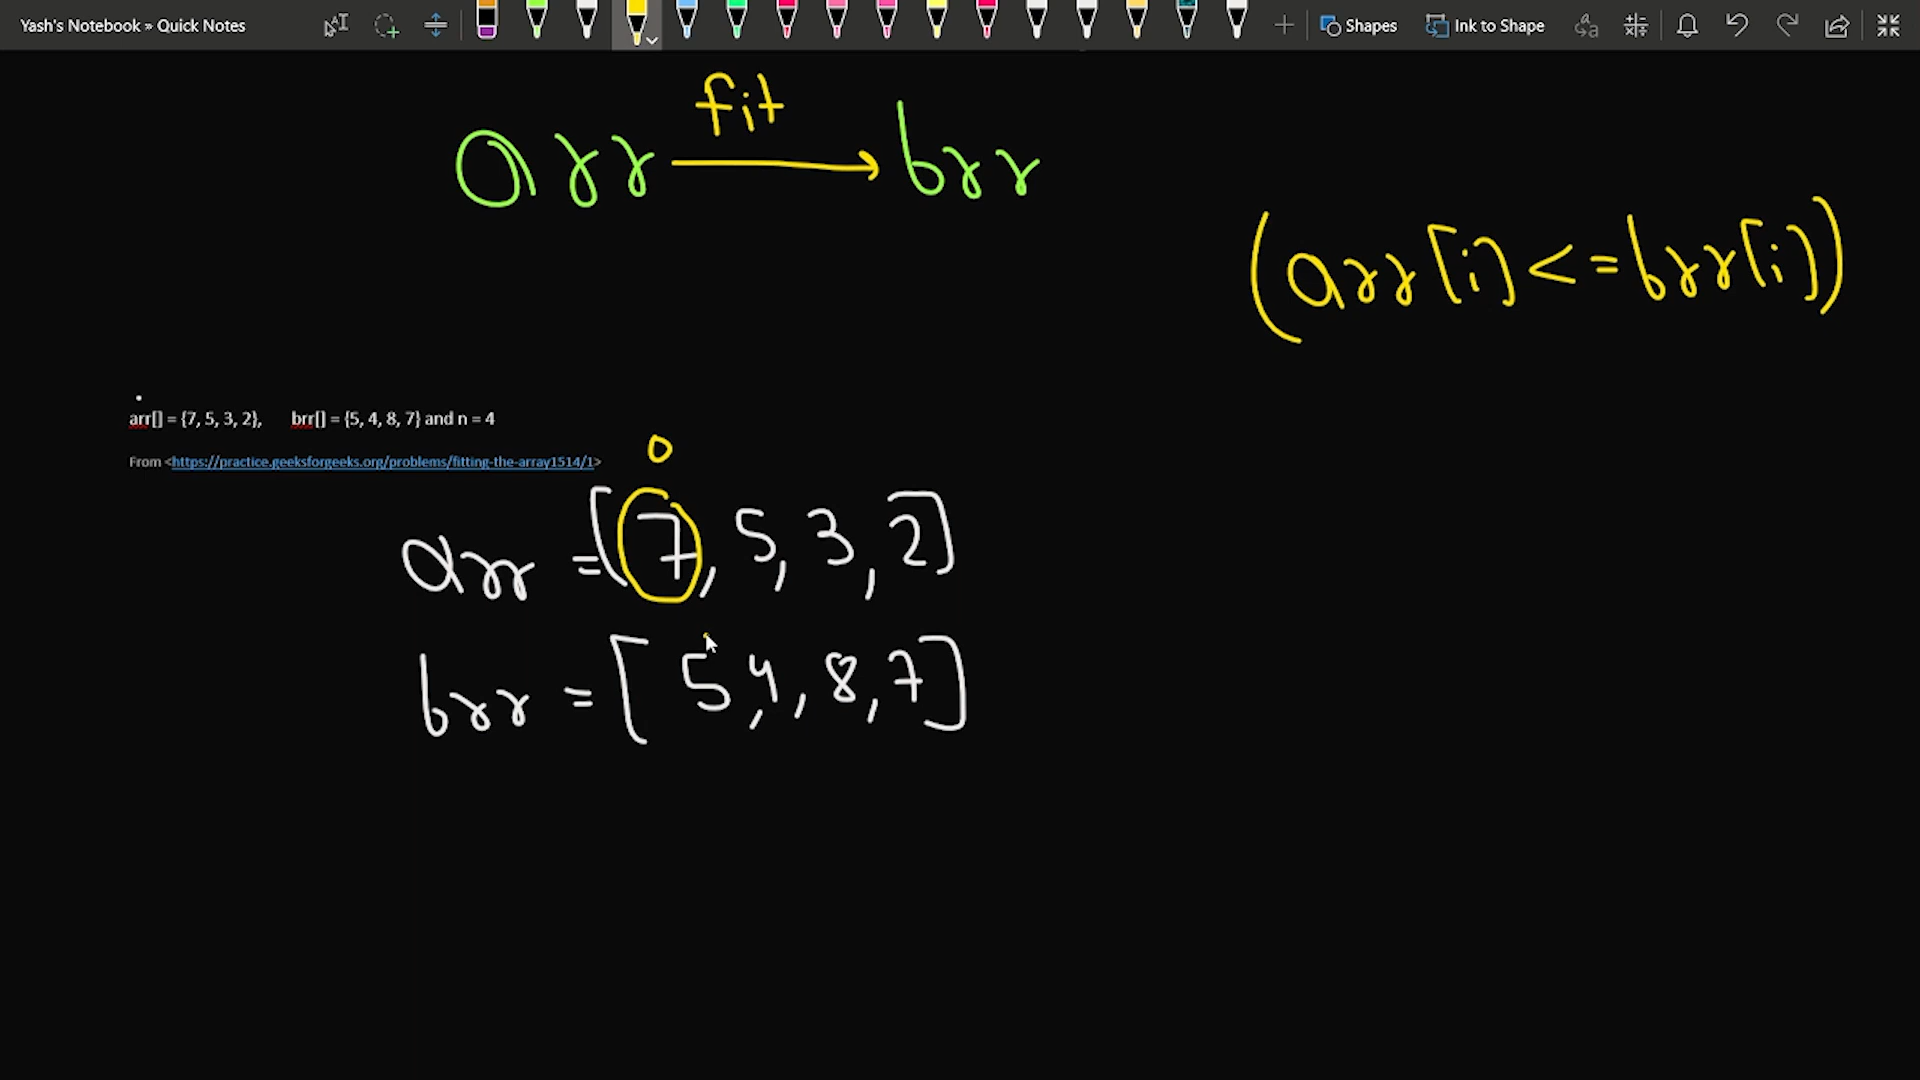 Yash's Notebook » Quick Notes
Shapes
Ink to Shape
fit
arr → brr
(arr[i] <= brr[i])
arr[] = {7, 5, 3, 2}, brr[] = {5, 4, 8, 7} and n = 4
From <https://practice.geeksforgeeks.org/problems/fitting-the-array1514/1>
0
arr = [7, 5, 3, 2]
brr = [5, 4, 8, 7]